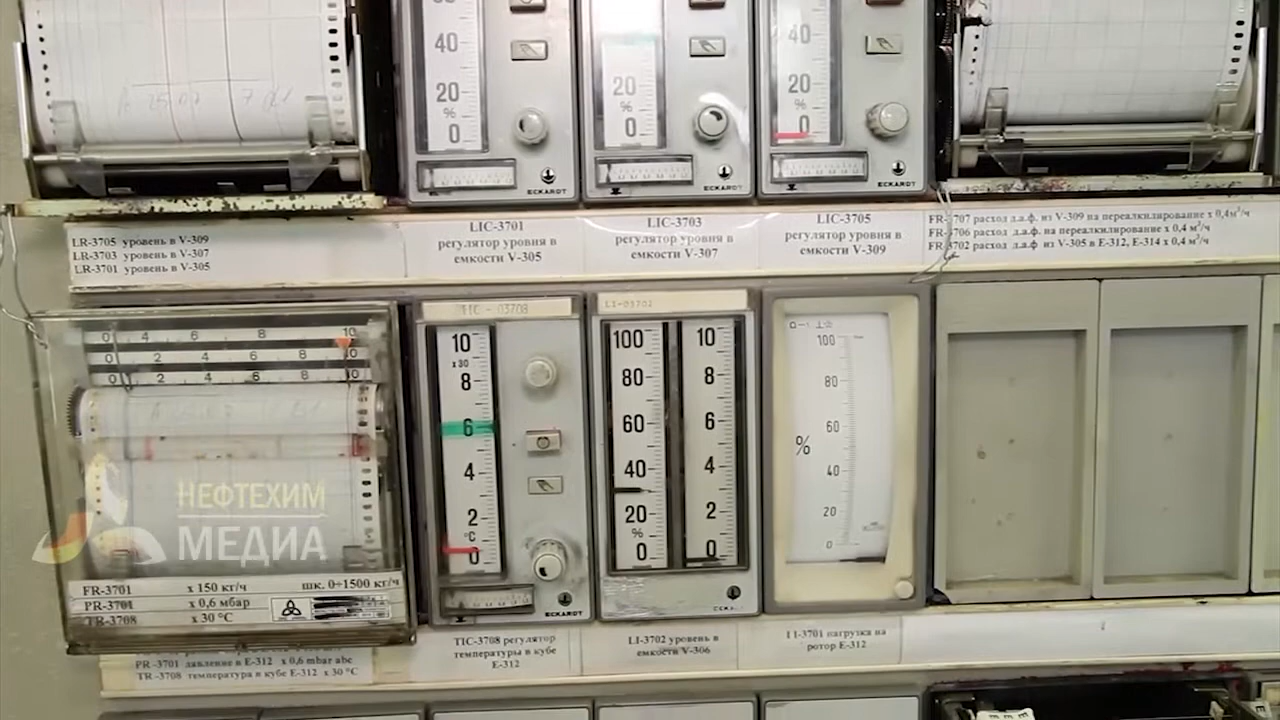 40
20
%
0
ECKARDT
20
%
0
ECKARDT
40
20
%
0
ECKARDT
LR-3705 уровень в V-309
LR-3703 уровень в V-307
LR-3701 уровень в V-305
LIC-3701
регулятор уровня в
емкости V-305
LIC-3703
регулятор уровня в
емкости V-307
LIC-3705
регулятор уровня в
емкости V-309
FR-3707 расход д.а.ф. из V-309 на переалкилирование х 0,4м³/ч
FR-3706 расход д.а.ф. на переалкилирование х 0,4 м³/ч
FR-3702 расход д.а.ф из V-305 в Е-312, Е-314 х 0,4 м³/ч
0 4 6 8 10
0 2 4 6 8 10
0 2 4 6 8 10
НЕФТЕХИМ
МЕДИА
FR-3701 х 150 кг/ч шк. 0÷1500 кг/ч
PR-3701 х 0,6 мбар
TR-3708 х 30 °С
TIC - 03708
10
х 30
8
6
4
2
°C
0
ECKARDT
LI-03702
100
80
60
40
20
%
0
10
8
6
4
2
0
100
80
%
60
40
20
0
PR -3701 давление в Е-312 х 0,6 mbar abc
TR -3708 температура в кубе Е-312 х 30 °С
TIC-3708 регулятор
температуры в кубе
Е-312
LI-3702 уровень в
емкости V-306
II-3701 нагрузка на
ротор Е-312